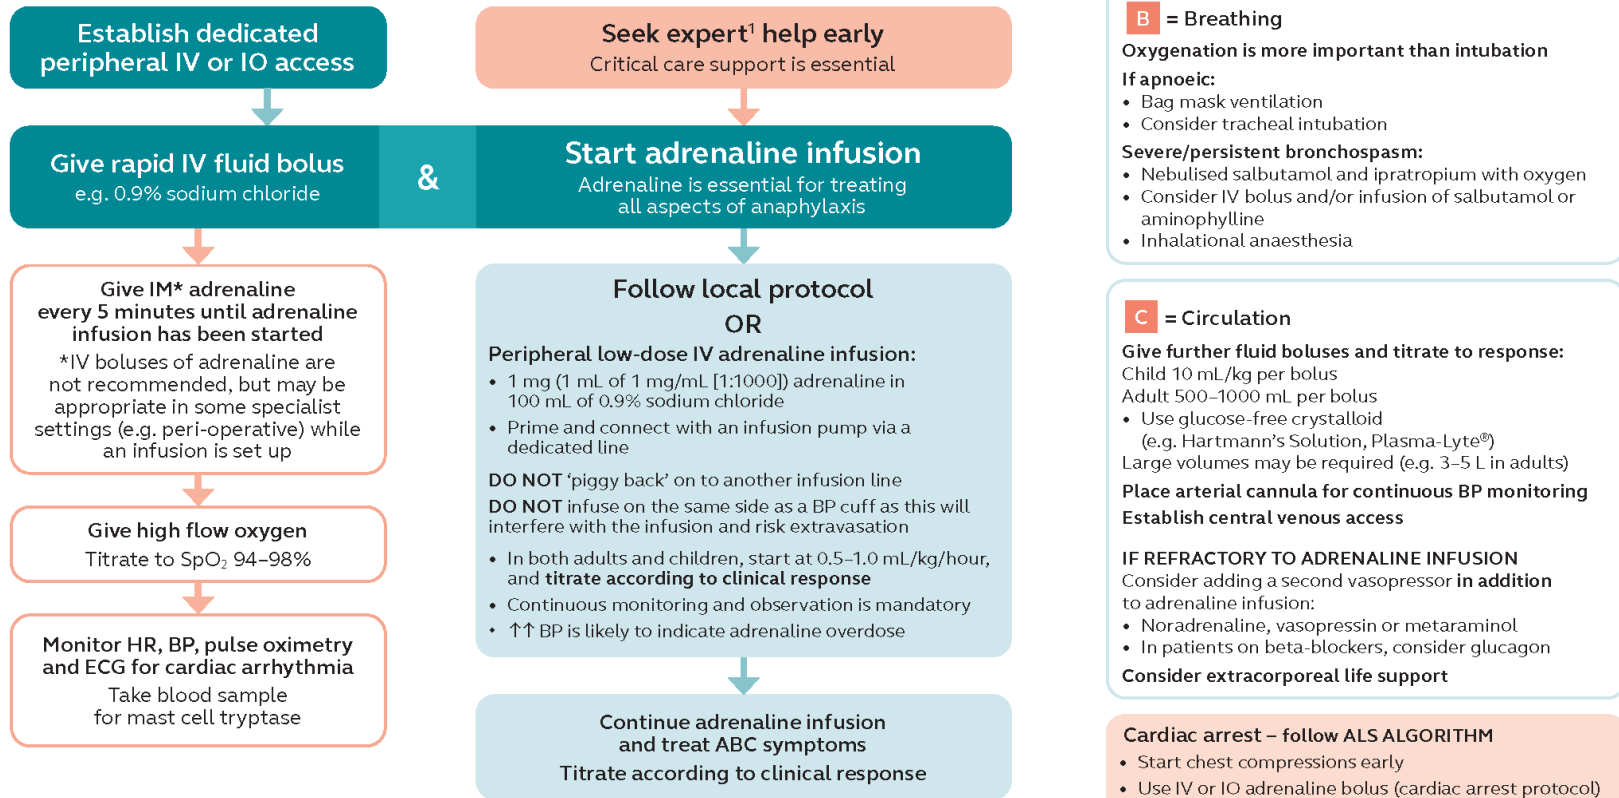 Establish dedicated
peripheral IV or IO access
Seek expert¹ help early
Critical care support is essential
Give rapid IV fluid bolus
e.g. 0.9% sodium chloride
&
Start adrenaline infusion
Adrenaline is essential for treating
all aspects of anaphylaxis
Give IM* adrenaline
every 5 minutes until adrenaline
infusion has been started
*IV boluses of adrenaline are
not recommended, but may be
appropriate in some specialist
settings (e.g. peri-operative) while
an infusion is set up
Give high flow oxygen
Titrate to SpO₂ 94–98%
Monitor HR, BP, pulse oximetry
and ECG for cardiac arrhythmia
Take blood sample
for mast cell tryptase
Follow local protocol
OR
Peripheral low-dose IV adrenaline infusion:
• 1 mg (1 mL of 1 mg/mL [1:1000]) adrenaline in
100 mL of 0.9% sodium chloride
• Prime and connect with an infusion pump via a
dedicated line
DO NOT ‘piggy back’ on to another infusion line
DO NOT infuse on the same side as a BP cuff as this will
interfere with the infusion and risk extravasation
• In both adults and children, start at 0.5–1.0 mL/kg/hour,
and titrate according to clinical response
• Continuous monitoring and observation is mandatory
• ↑↑ BP is likely to indicate adrenaline overdose
Continue adrenaline infusion
and treat ABC symptoms
Titrate according to clinical response
B = Breathing
Oxygenation is more important than intubation
If apnoeic:
• Bag mask ventilation
• Consider tracheal intubation
Severe/persistent bronchospasm:
• Nebulised salbutamol and ipratropium with oxygen
• Consider IV bolus and/or infusion of salbutamol or
aminophylline
• Inhalational anaesthesia
C = Circulation
Give further fluid boluses and titrate to response:
Child 10 mL/kg per bolus
Adult 500–1000 mL per bolus
• Use glucose-free crystalloid
(e.g. Hartmann’s Solution, Plasma-Lyte®)
Large volumes may be required (e.g. 3–5 L in adults)
Place arterial cannula for continuous BP monitoring
Establish central venous access
IF REFRACTORY TO ADRENALINE INFUSION
Consider adding a second vasopressor in addition
to adrenaline infusion:
• Noradrenaline, vasopressin or metaraminol
• In patients on beta-blockers, consider glucagon
Consider extracorporeal life support
Cardiac arrest – follow ALS ALGORITHM
• Start chest compressions early
• Use IV or IO adrenaline bolus (cardiac arrest protocol)